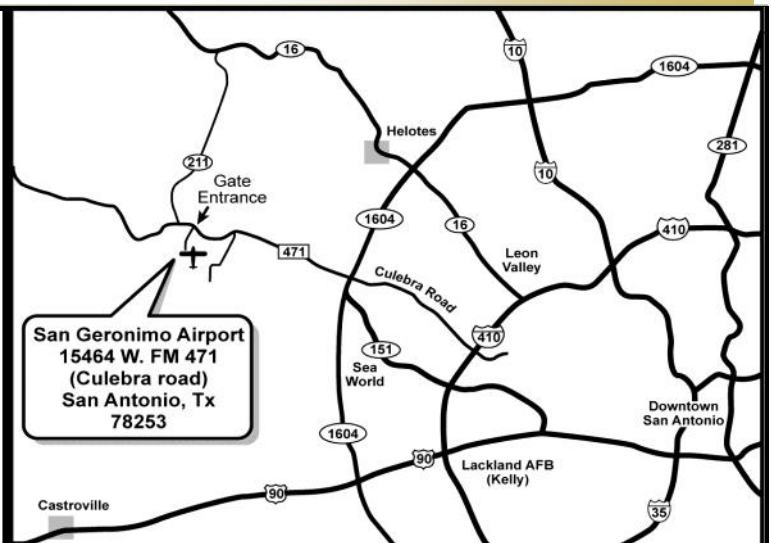 16
10
1604
Helotes
281
211
10
Gate
Entrance
1604
16
410
471
Leon
Valley
Culebra Road
San Geronimo Airport
15464 W. FM 471
(Culebra road)
San Antonio, Tx
78253
410
151
Sea
World
Downtown
San Antonio
1604
90
Lackland AFB
(Kelly)
90
Castroville
35